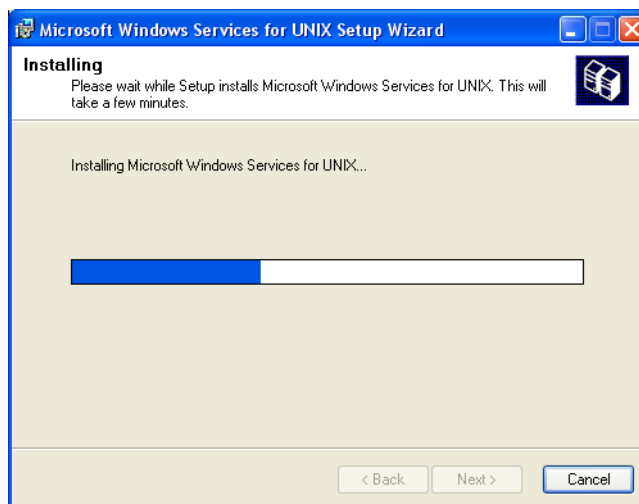 Microsoft Windows Services for UNIX Setup Wizard
Installing
Please wait while Setup installs Microsoft Windows Services for UNIX. This will
take a few minutes.
Installing Microsoft Windows Services for UNIX...
< Back Next > Cancel